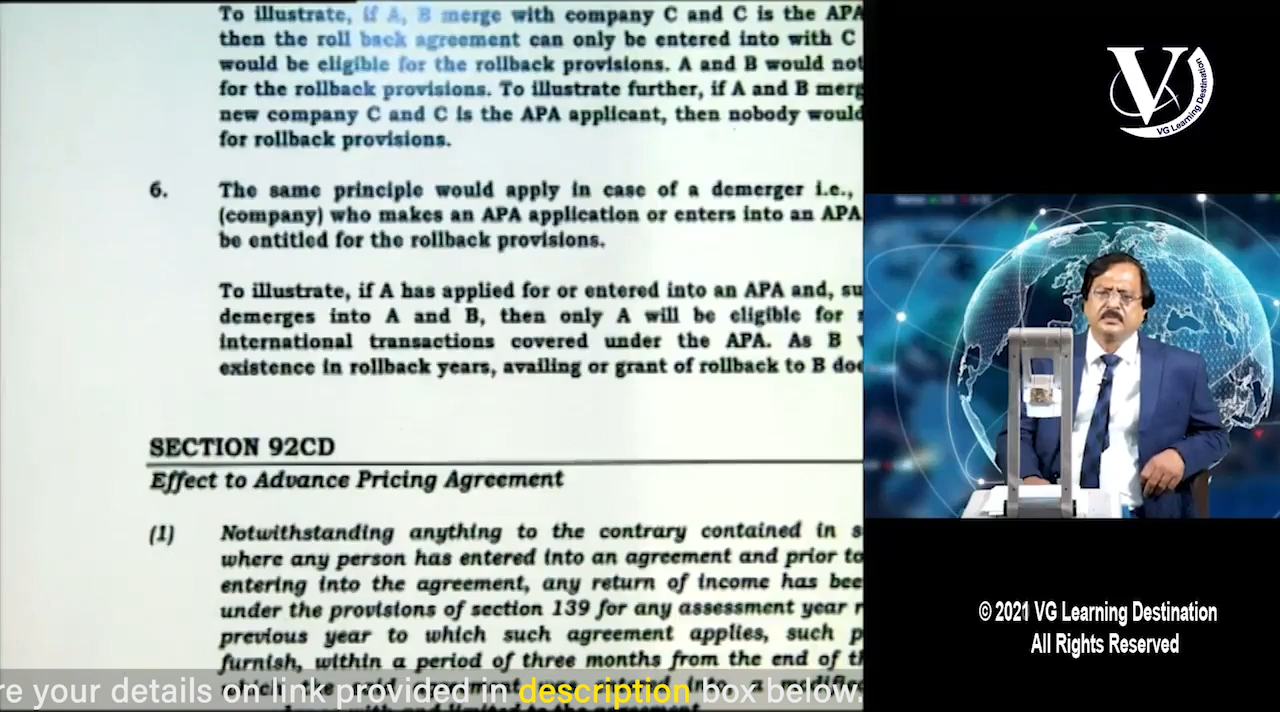 To illustrate, if A, B merge with company C and C is the APA
then the roll back agreement can only be entered into with C
would be eligible for the rollback provisions. A and B would not
for the rollback provisions. To illustrate further, if A and B merg
new company C and C is the APA applicant, then nobody would
for rollback provisions.
6. The same principle would apply in case of a demerger i.e.,
(company) who makes an APA application or enters into an APA
be entitled for the rollback provisions.
To illustrate, if A has applied for or entered into an APA and, su
demerges into A and B, then only A will be eligible for
international transactions covered under the APA. As B
existence in rollback years, availing or grant of rollback to B doe
SECTION 92CD
Effect to Advance Pricing Agreement
(1) Notwithstanding anything to the contrary contained in s
where any person has entered into an agreement and prior to
entering into the agreement, any return of income has bee
under the provisions of section 139 for any assessment year r
previous year to which such agreement applies, such p
furnish, within a period of three months from the end of th
re your details on link provided in description box below.
V
VG Learning Destination
© 2021 VG Learning Destination
All Rights Reserved